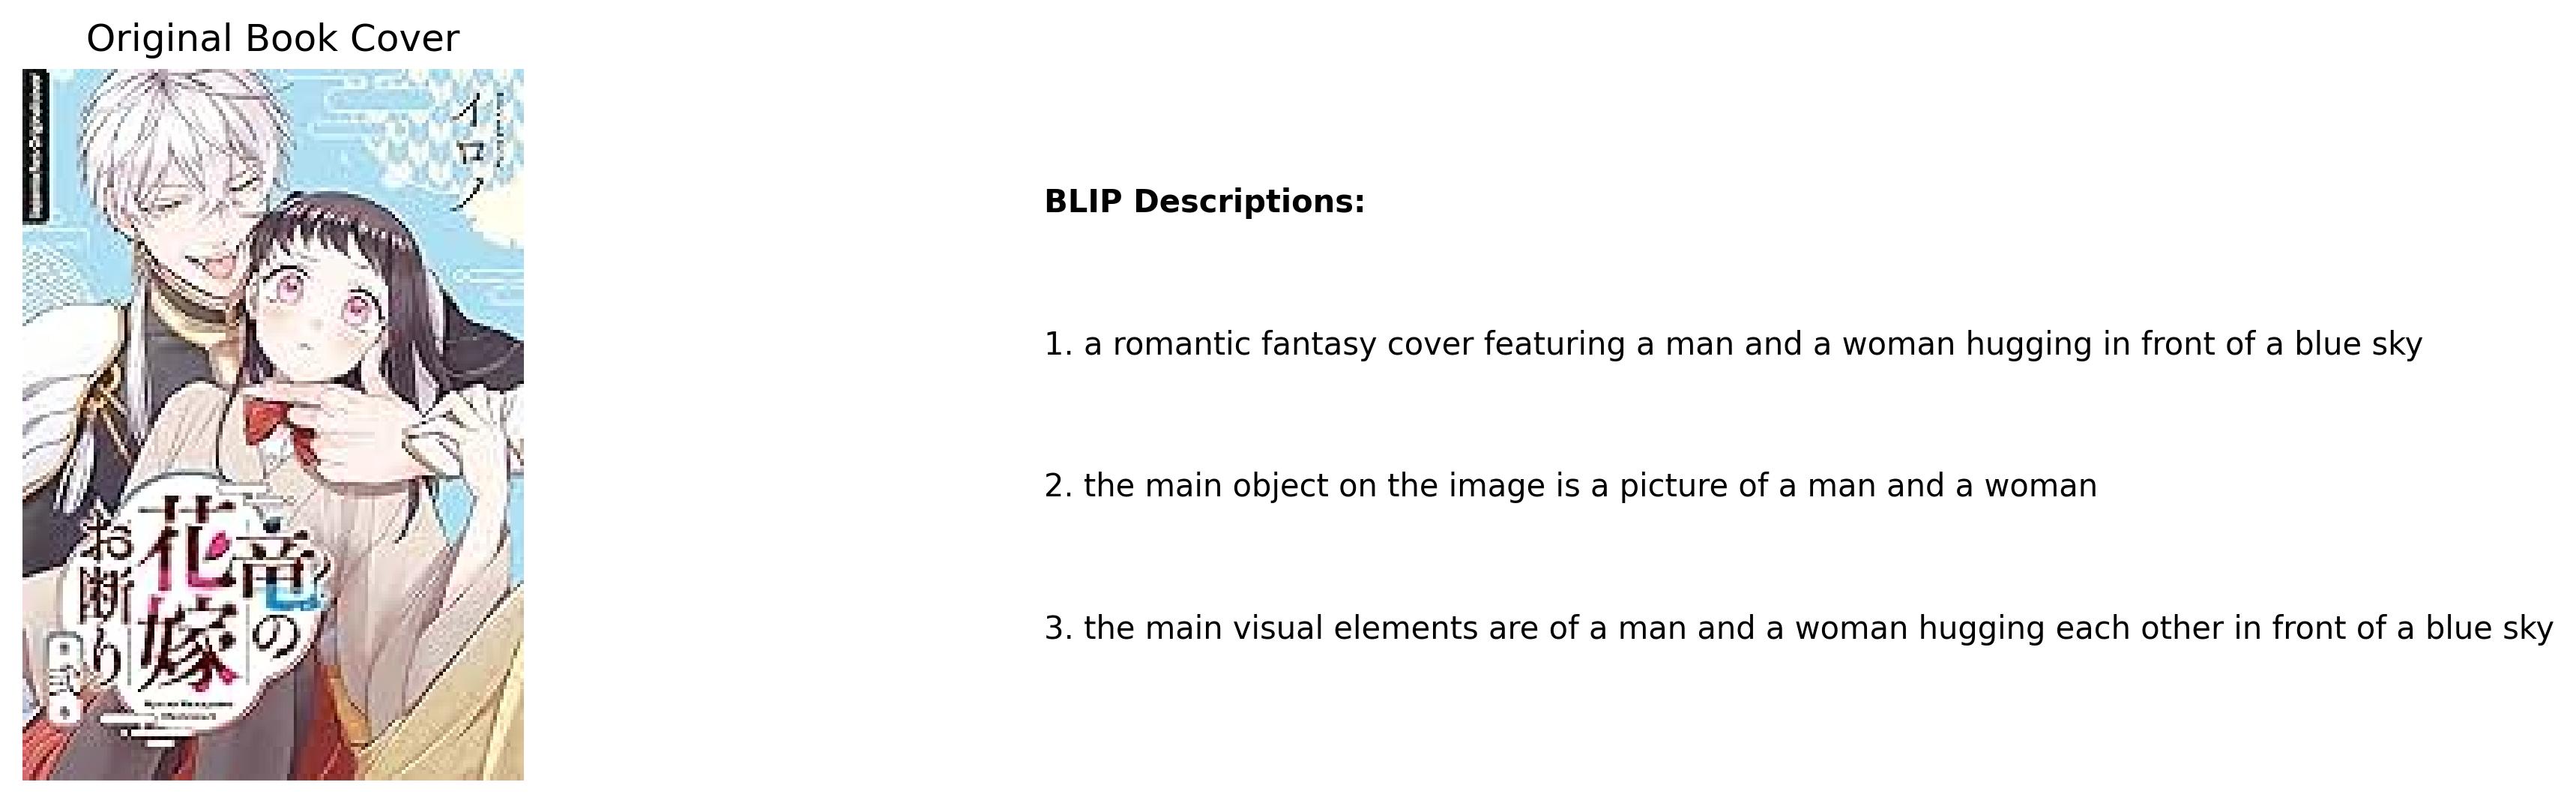 Original Book Cover
イロノ
竜の
花嫁
お断り
弐
BLIP Descriptions:
1. a romantic fantasy cover featuring a man and a woman hugging in front of a blue sky
2. the main object on the image is a picture of a man and a woman
3. the main visual elements are of a man and a woman hugging each other in front of a blue sky